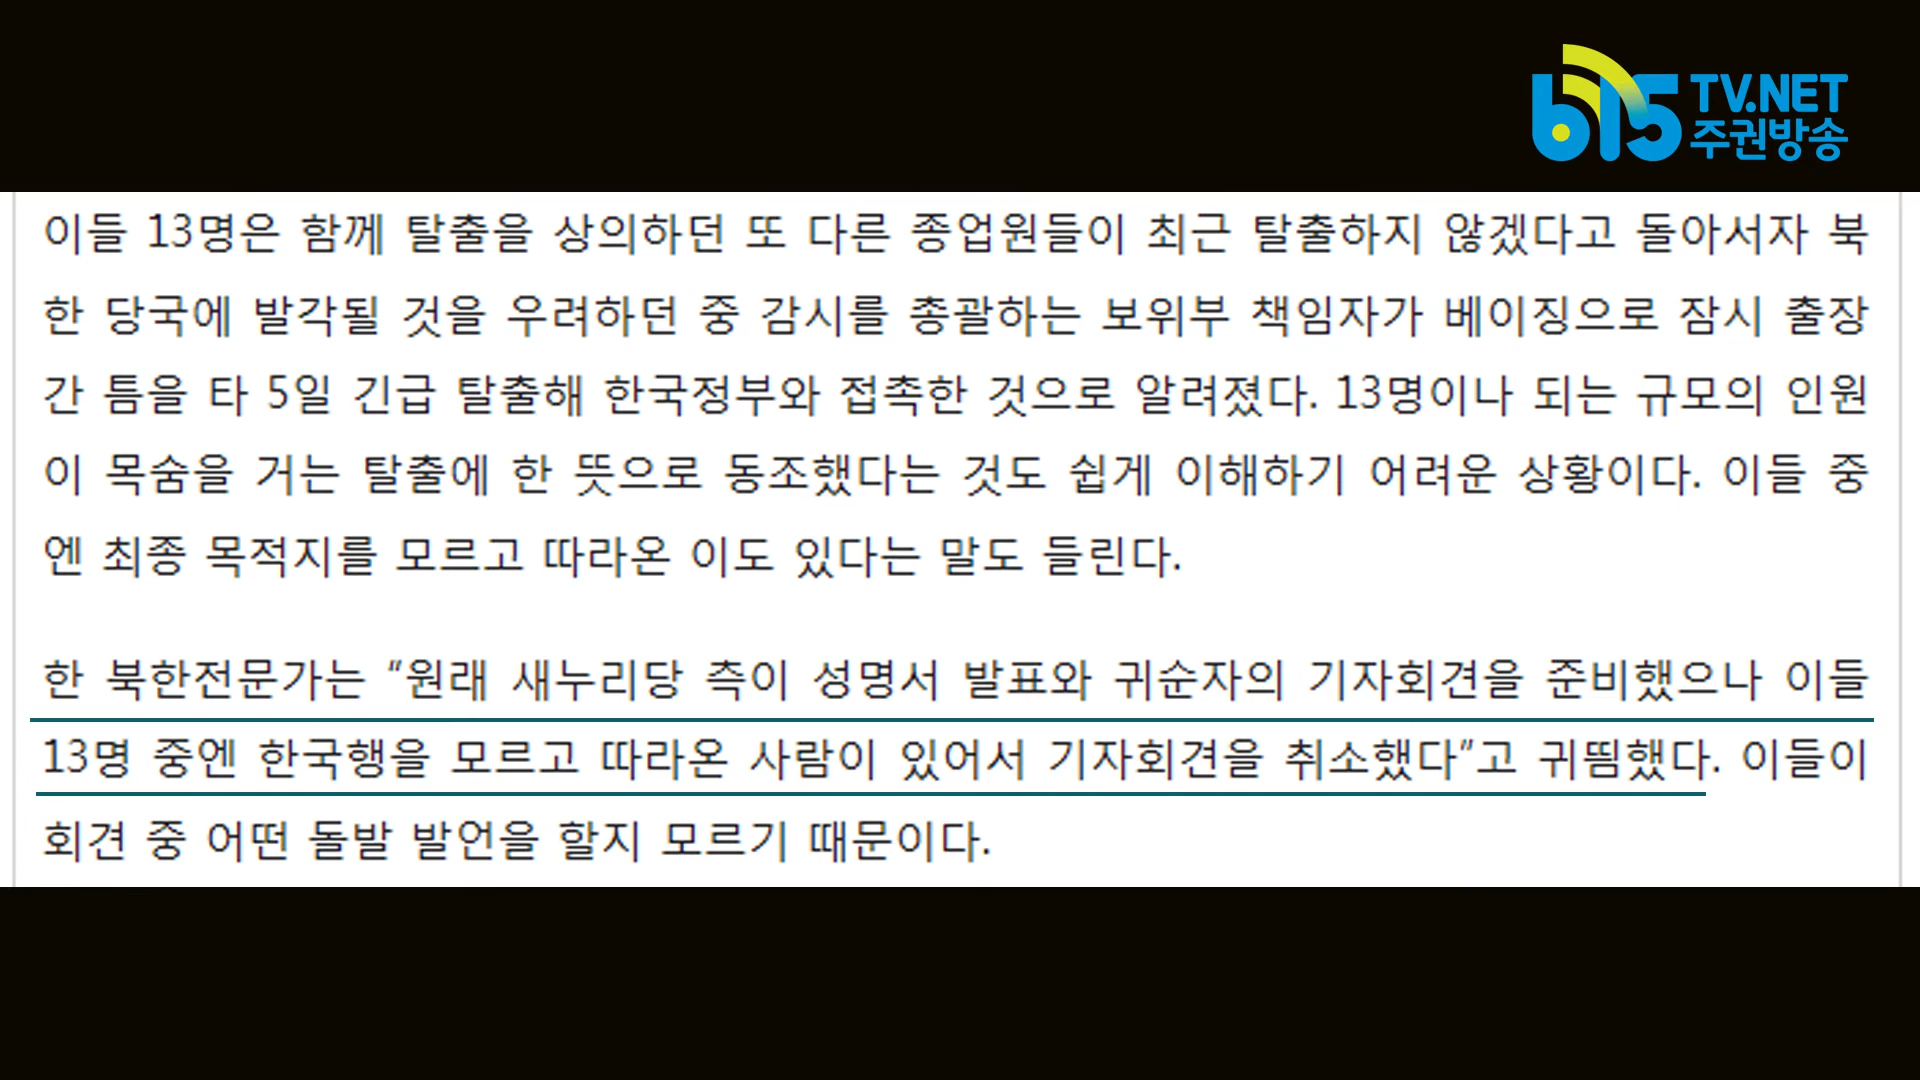 615 TV.NET
주권방송
이들 13명은 함께 탈출을 상의하던 또 다른 종업원들이 최근 탈출하지 않겠다고 돌아서자 북
한 당국에 발각될 것을 우려하던 중 감시를 총괄하는 보위부 책임자가 베이징으로 잠시 출장
간 틈을 타 5일 긴급 탈출해 한국정부와 접촉한 것으로 알려졌다. 13명이나 되는 규모의 인원
이 목숨을 거는 탈출에 한 뜻으로 동조했다는 것도 쉽게 이해하기 어려운 상황이다. 이들 중
엔 최종 목적지를 모르고 따라온 이도 있다는 말도 들린다.
한 북한전문가는 "원래 새누리당 측이 성명서 발표와 귀순자의 기자회견을 준비했으나 이들
13명 중엔 한국행을 모르고 따라온 사람이 있어서 기자회견을 취소했다"고 귀띔했다. 이들이
회견 중 어떤 돌발 발언을 할지 모르기 때문이다.